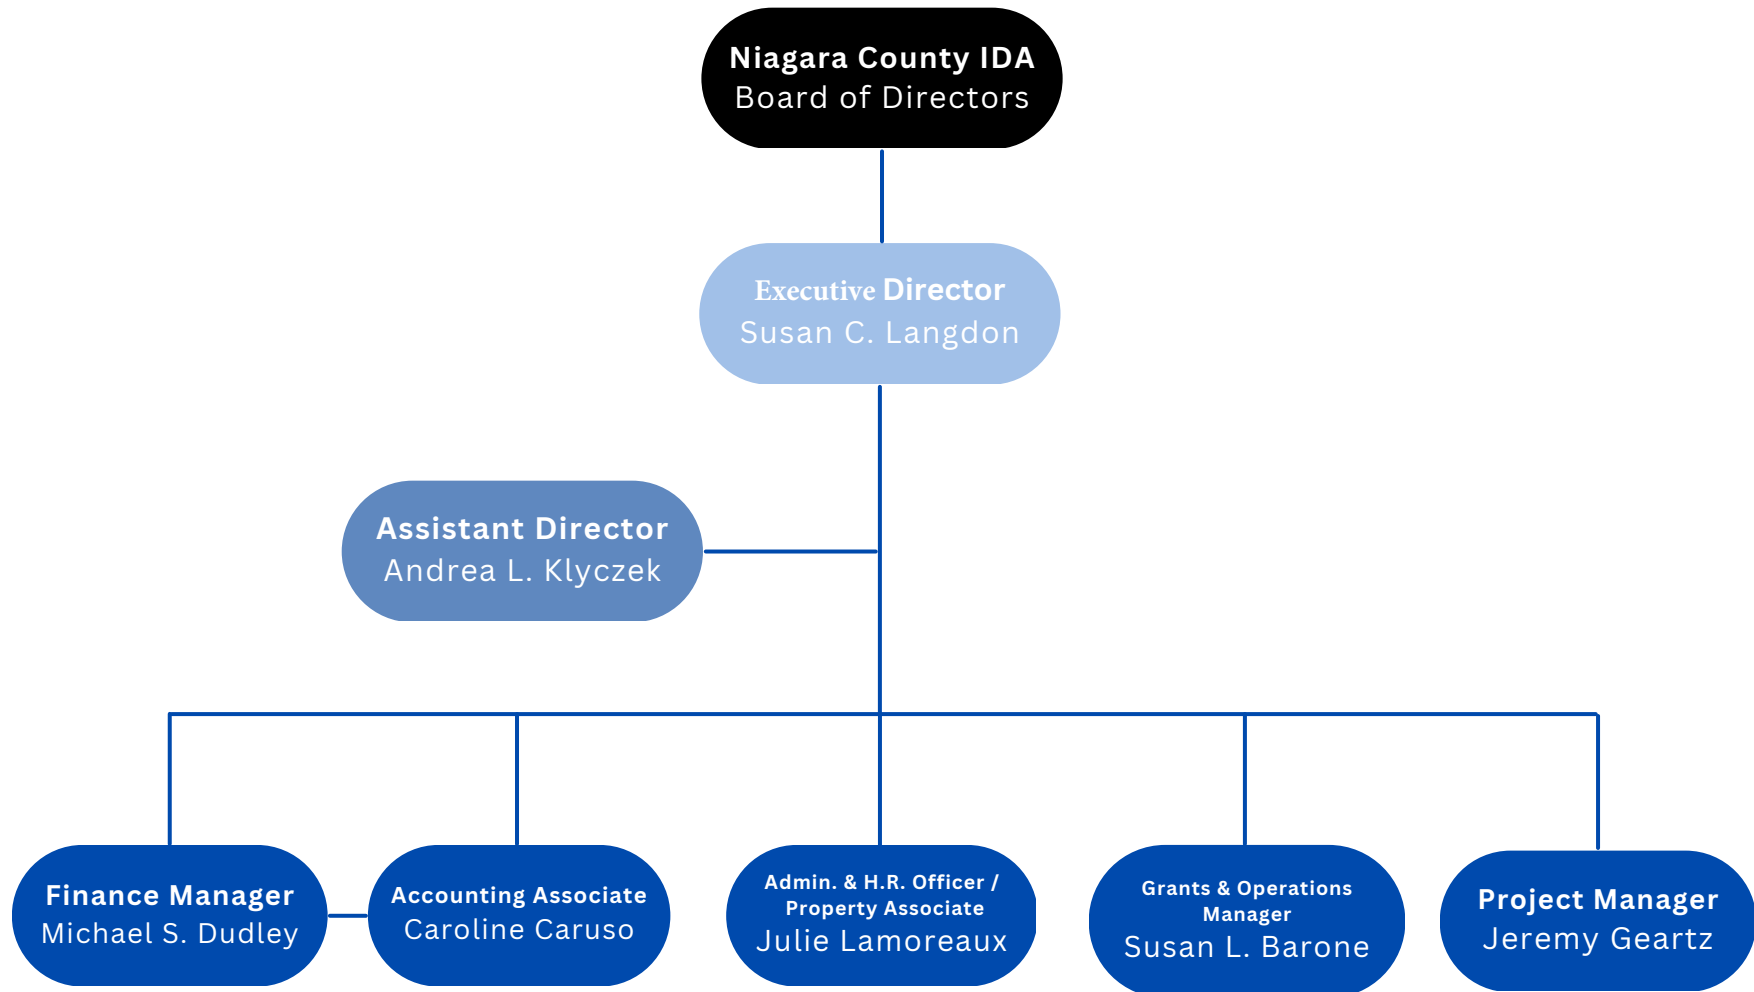 Niagara County IDA
Board of Directors
Executive Director
Susan C. Langdon
Assistant Director
Andrea L. Klyczek
Finance Manager
Michael S. Dudley
Accounting Associate
Caroline Caruso
Admin. & H.R. Officer /
Property Associate
Julie Lamoreaux
Grants & Operations
Manager
Susan L. Barone
Project Manager
Jeremy Geartz